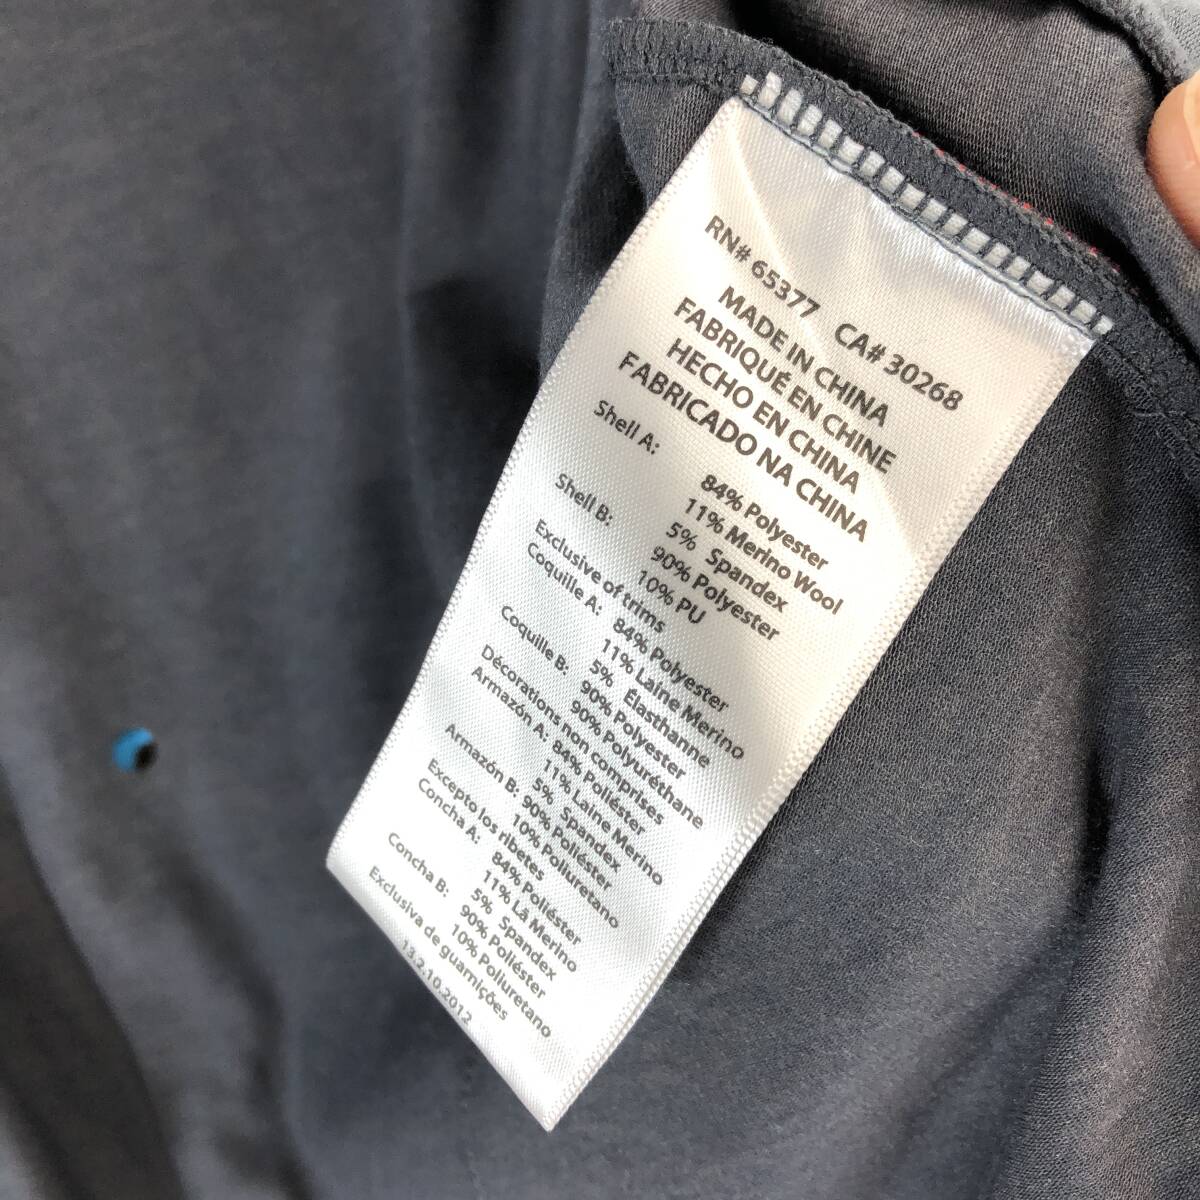 RN# 65377 CA# 30268
MADE IN CHINA
FABRIQUÉ EN CHINE
HECHO EN CHINA
FABRICADO NA CHINA
Shell A: 84% Polyester
11% Merino Wool
5% Spandex
Shell B: 90% Polyester
10% PU
Exclusive of trims
Coquille A: 84% Polyester
11% Laine Merino
5% Élasthanne
Coquille B: 90% Polyester
90% Polyuréthane
Décorations non comprises
Armazón A: 84% Poliéster
11% Laine Merino
5% Spandex
Armazón B: 90% Poliéster
10% Poliuretano
Excepto los ribetes
Concha A: 84% Poliéster
11% Lã Merino
5% Spandex
Concha B: 90% Poliéster
10% Poliuretano
Exclusiva de guarnições
13.9.10.2012